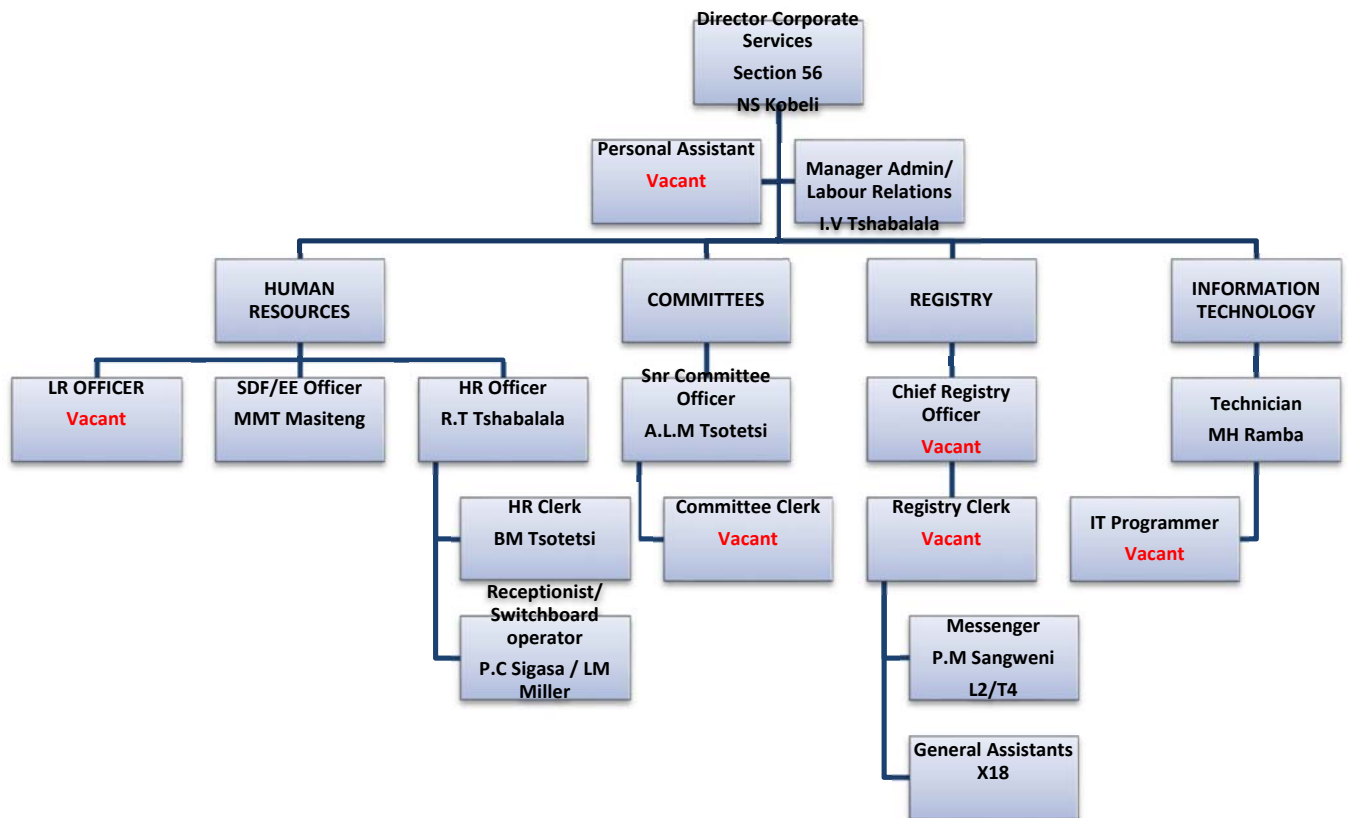 Director Corporate
Services
Section 56
NS Kobeli
Personal Assistant
Vacant
Manager Admin/
Labour Relations
I.V Tshabalala
HUMAN
RESOURCES
COMMITTEES
REGISTRY
INFORMATION
TECHNOLOGY
LR OFFICER
Vacant
SDF/EE Officer
MMT Masiteng
HR Officer
R.T Tshabalala
Snr Committee
Officer
A.L.M Tsotetsi
Chief Registry
Officer
Vacant
Technician
MH Ramba
HR Clerk
BM Tsotetsi
Committee Clerk
Vacant
Registry Clerk
Vacant
IT Programmer
Vacant
Receptionist/
Switchboard
operator
P.C Sigasa / LM
Miller
Messenger
P.M Sangweni
L2/T4
General Assistants
X18